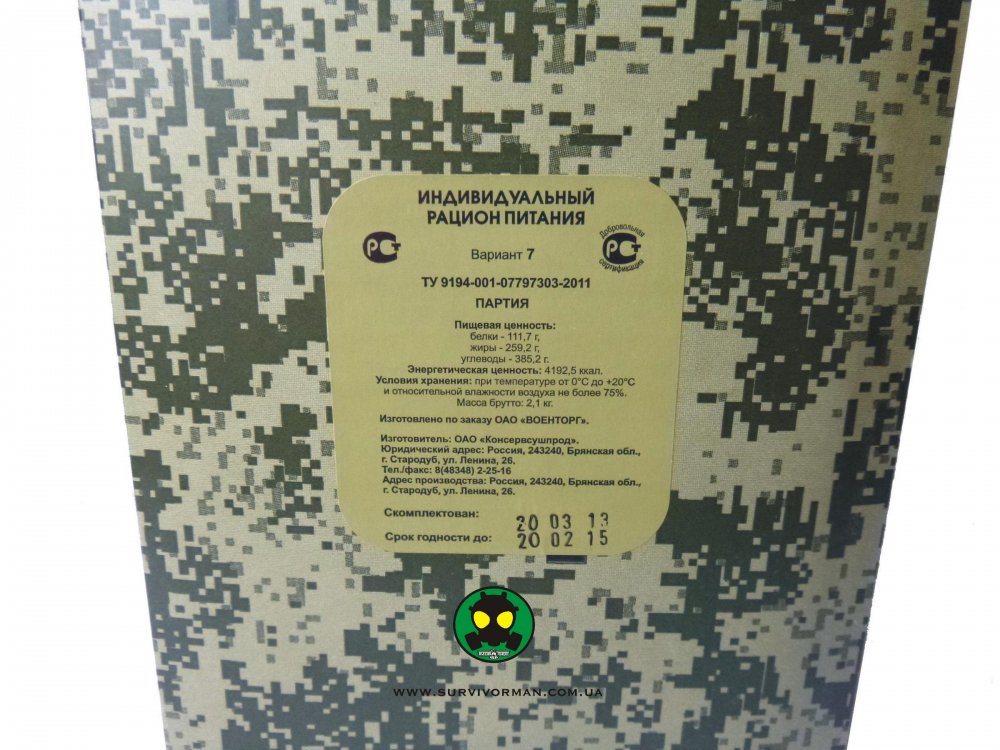 ИНДИВИДУАЛЬНЫЙ
РАЦИОН ПИТАНИЯ
РСТ
Добровольная
РСТ
сертификация
Вариант 7
ТУ 9194-001-07797303-2011
ПАРТИЯ
Пищевая ценность:
белки - 111,7 г,
жиры - 259,2 г,
углеводы - 385,2 г.
Энергетическая ценность: 4192,5 ккал.
Условия хранения: при температуре от 0°С до +20°С
и относительной влажности воздуха не более 75%.
Масса брутто: 2,1 кг.
Изготовлено по заказу ОАО «ВОЕНТОРГ».
Изготовитель: ОАО «Консервсушпрод».
Юридический адрес: Россия, 243240, Брянская обл.,
г. Стародуб, ул. Ленина, 26.
Тел./факс: 8(48348) 2-25-16
Адрес производства: Россия, 243240, Брянская обл.,
г. Стародуб, ул. Ленина, 26.
Скомплектован: 20 03 13
Срок годности до: 20 02 15
WWW.SURVIVORMAN.COM.UA